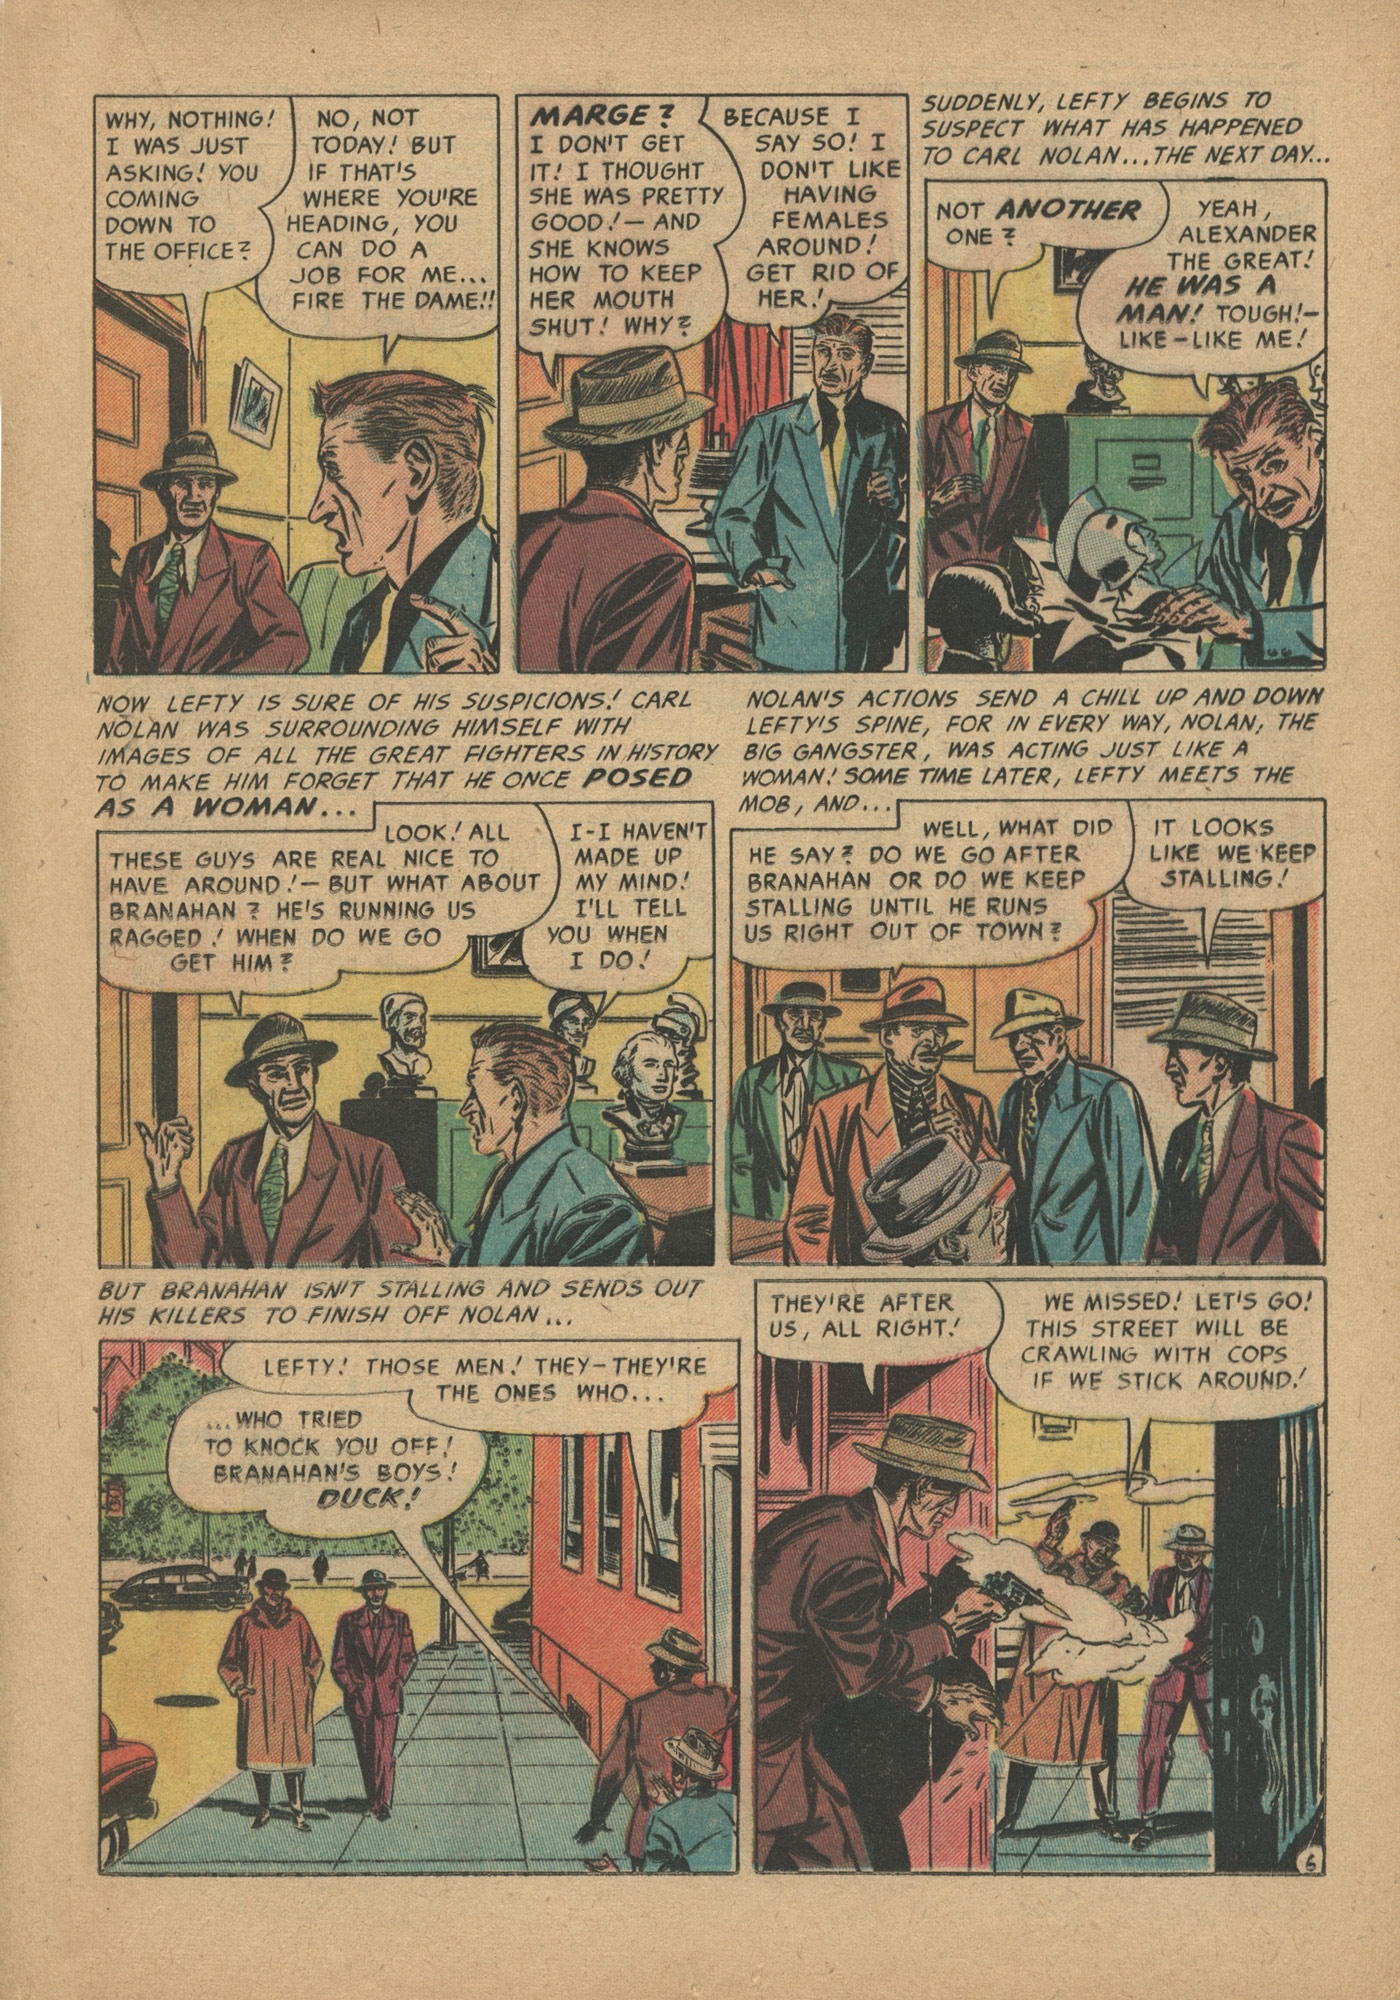 WHY, NOTHING!
I WAS JUST
ASKING! YOU
COMING
DOWN TO
THE OFFICE?
NO, NOT
TODAY! BUT
IF THAT'S
WHERE YOU'RE
HEADING, YOU
CAN DO A
JOB FOR ME...
FIRE THE DAME!!
MARGE?
I DON'T GET
IT! I THOUGHT
SHE WAS PRETTY
GOOD!—AND
SHE KNOWS
HOW TO KEEP
HER MOUTH
SHUT! WHY?
BECAUSE I
SAY SO! I
DON'T LIKE
HAVING
FEMALES
AROUND!
GET RID OF
HER!
SUDDENLY, LEFTY BEGINS TO
SUSPECT WHAT HAS HAPPENED
TO CARL NOLAN...THE NEXT DAY...
NOT ANOTHER
ONE?
YEAH,
ALEXANDER
THE GREAT!
HE WAS A
MAN! TOUGH!—
LIKE—LIKE ME!
NOW LEFTY IS SURE OF HIS SUSPICIONS! CARL
NOLAN WAS SURROUNDING HIMSELF WITH
IMAGES OF ALL THE GREAT FIGHTERS IN HISTORY
TO MAKE HIM FORGET THAT HE ONCE POSED
AS A WOMAN...
LOOK! ALL
THESE GUYS ARE REAL NICE TO
HAVE AROUND!—BUT WHAT ABOUT
BRANAHAN? HE'S RUNNING US
RAGGED! WHEN DO WE GO
GET HIM?
I-I HAVEN'T
MADE UP
MY MIND!
I'LL TELL
YOU WHEN
I DO!
NOLAN'S ACTIONS SEND A CHILL UP AND DOWN
LEFTY'S SPINE, FOR IN EVERY WAY, NOLAN, THE
BIG GANGSTER, WAS ACTING JUST LIKE A
WOMAN! SOME TIME LATER, LEFTY MEETS THE
MOB, AND...
WELL, WHAT DID
HE SAY? DO WE GO AFTER
BRANAHAN OR DO WE KEEP
STALLING UNTIL HE RUNS
US RIGHT OUT OF TOWN?
IT LOOKS
LIKE WE KEEP
STALLING!
BUT BRANAHAN ISN'T STALLING AND SENDS OUT
HIS KILLERS TO FINISH OFF NOLAN...
LEFTY! THOSE MEN! THEY—THEY'RE
THE ONES WHO...
...WHO TRIED
TO KNOCK YOU OFF!
BRANAHAN'S BOYS!
DUCK!
THEY'RE AFTER
US, ALL RIGHT!
WE MISSED! LET'S GO!
THIS STREET WILL BE
CRAWLING WITH COPS
IF WE STICK AROUND!
6